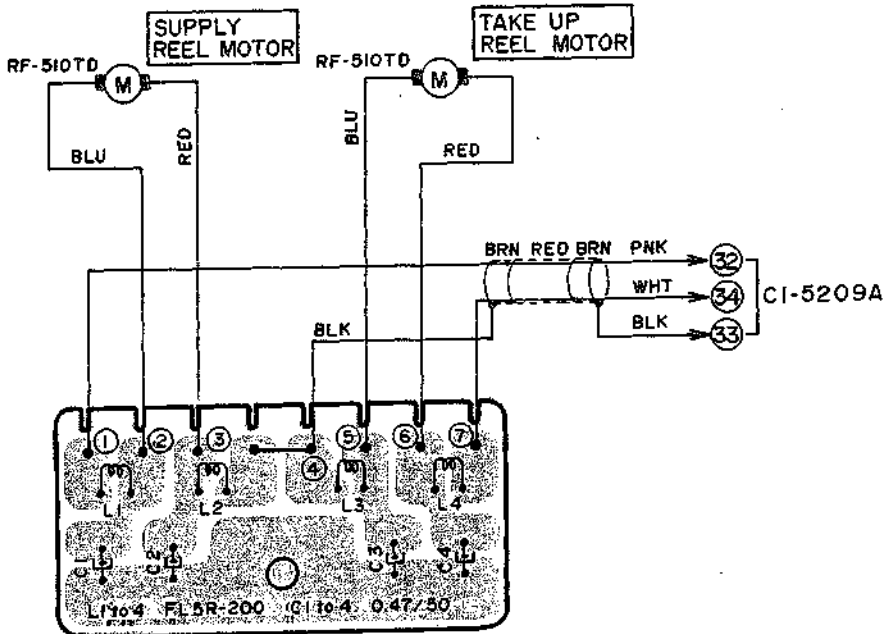 SUPPLY
REEL MOTOR
TAKE UP
REEL MOTOR
RF-510TD
M
RF-510TD
M
BLU
RED
BLU
RED
BRN RED BRN PNK
32
WHT
34
CI-5209A
BLK
BLK
33
1
2
3
4
5
6
7
L1
L2
L3
L4
C1
C2
C3
C4
L1 to 4 FL5R-200 C1 to 4 0.47/50